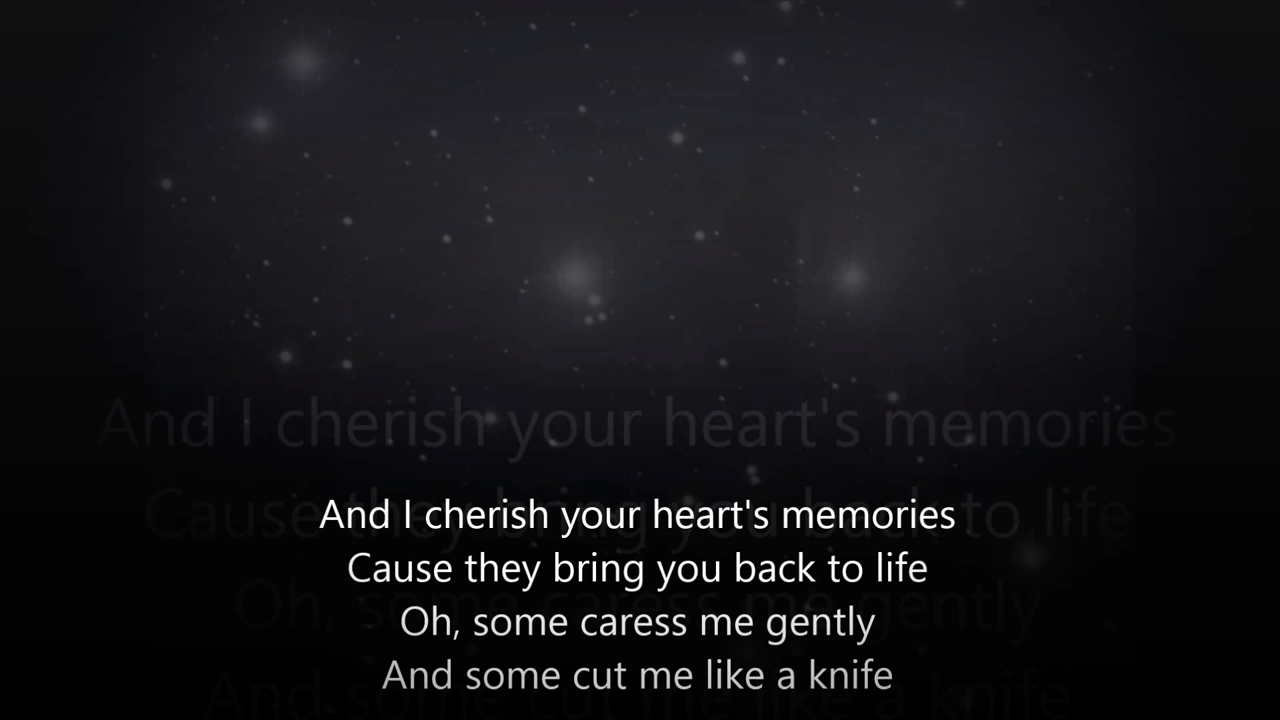 And I cherish your heart's memories
Cause they bring you back to life
Oh, some caress me gently
And some cut me like a knife